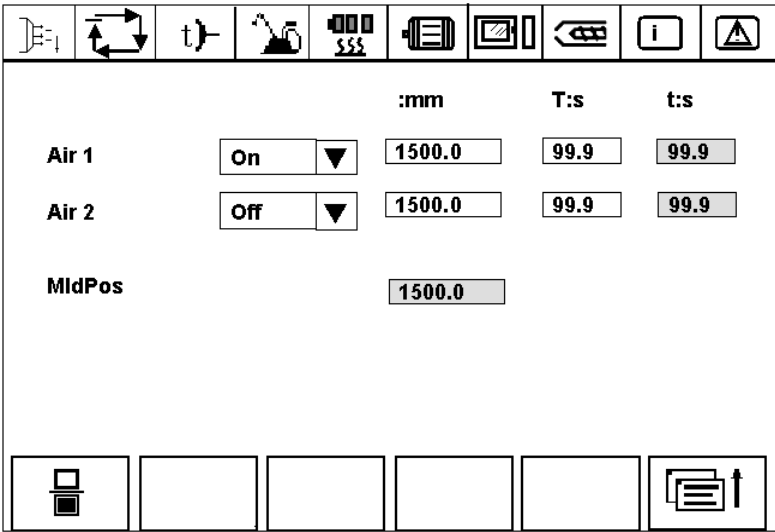 t
i
:mm T:s t:s
Air 1 On 1500.0 99.9 99.9
Air 2 Off 1500.0 99.9 99.9
MldPos 1500.0